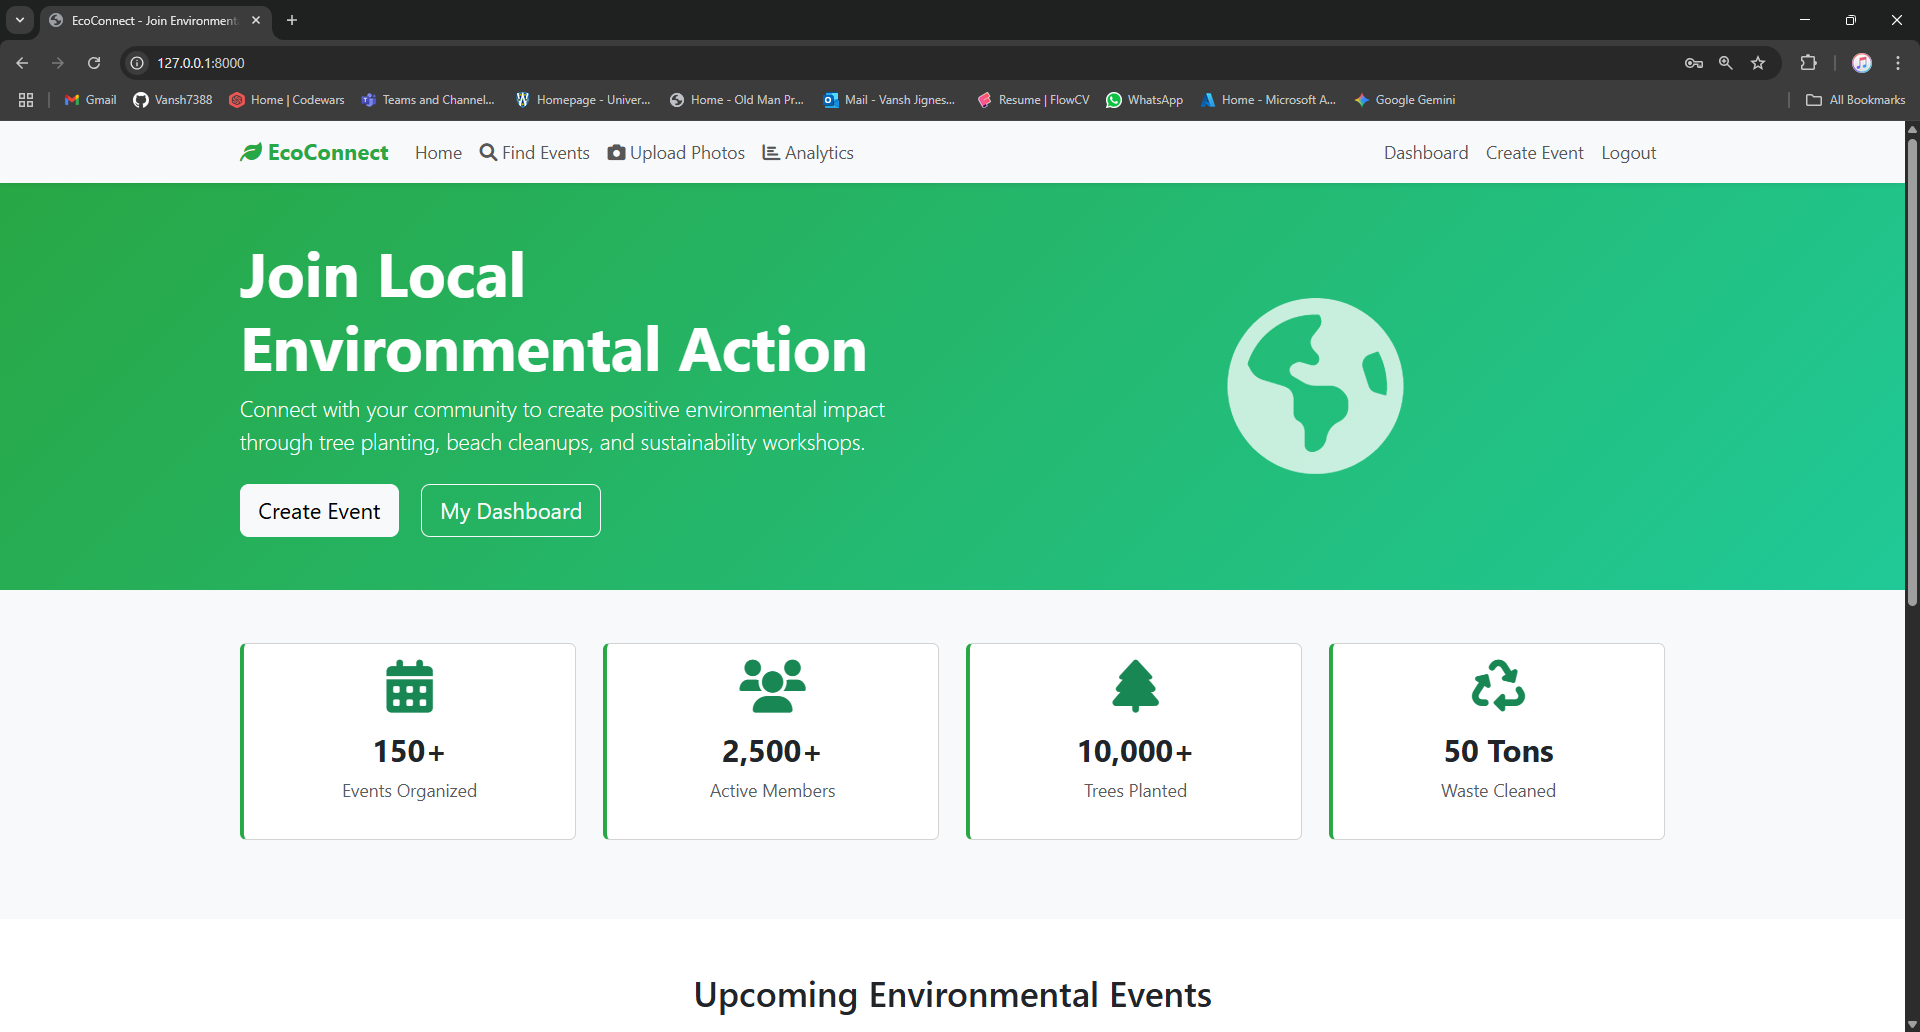 EcoConnect - Join Environment
127.0.0.1:8000
Gmail
Vansh7388
Home | Codewars
Teams and Channel...
Homepage - Univer...
Home - Old Man Pr...
Mail - Vansh Jignes...
Resume | FlowCV
WhatsApp
Home - Microsoft A...
Google Gemini
All Bookmarks
EcoConnect
Home
Find Events
Upload Photos
Analytics
Dashboard
Create Event
Logout
Join Local
Environmental Action
Connect with your community to create positive environmental impact
through tree planting, beach cleanups, and sustainability workshops.
Create Event
My Dashboard
150+
Events Organized
2,500+
Active Members
10,000+
Trees Planted
50 Tons
Waste Cleaned
Upcoming Environmental Events